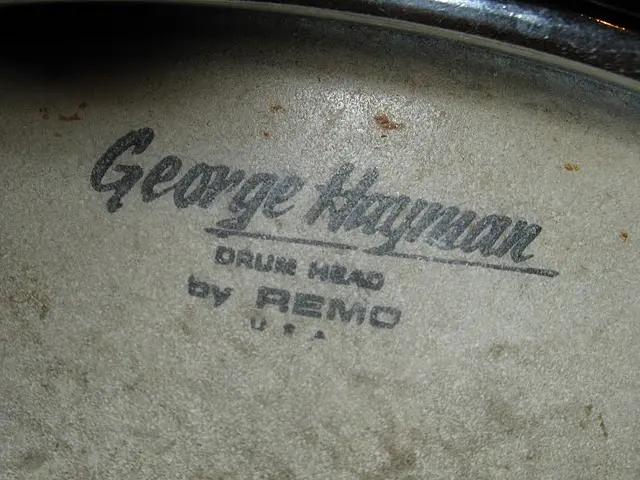 George Hayman
DRUM HEAD
by REMO
U S A